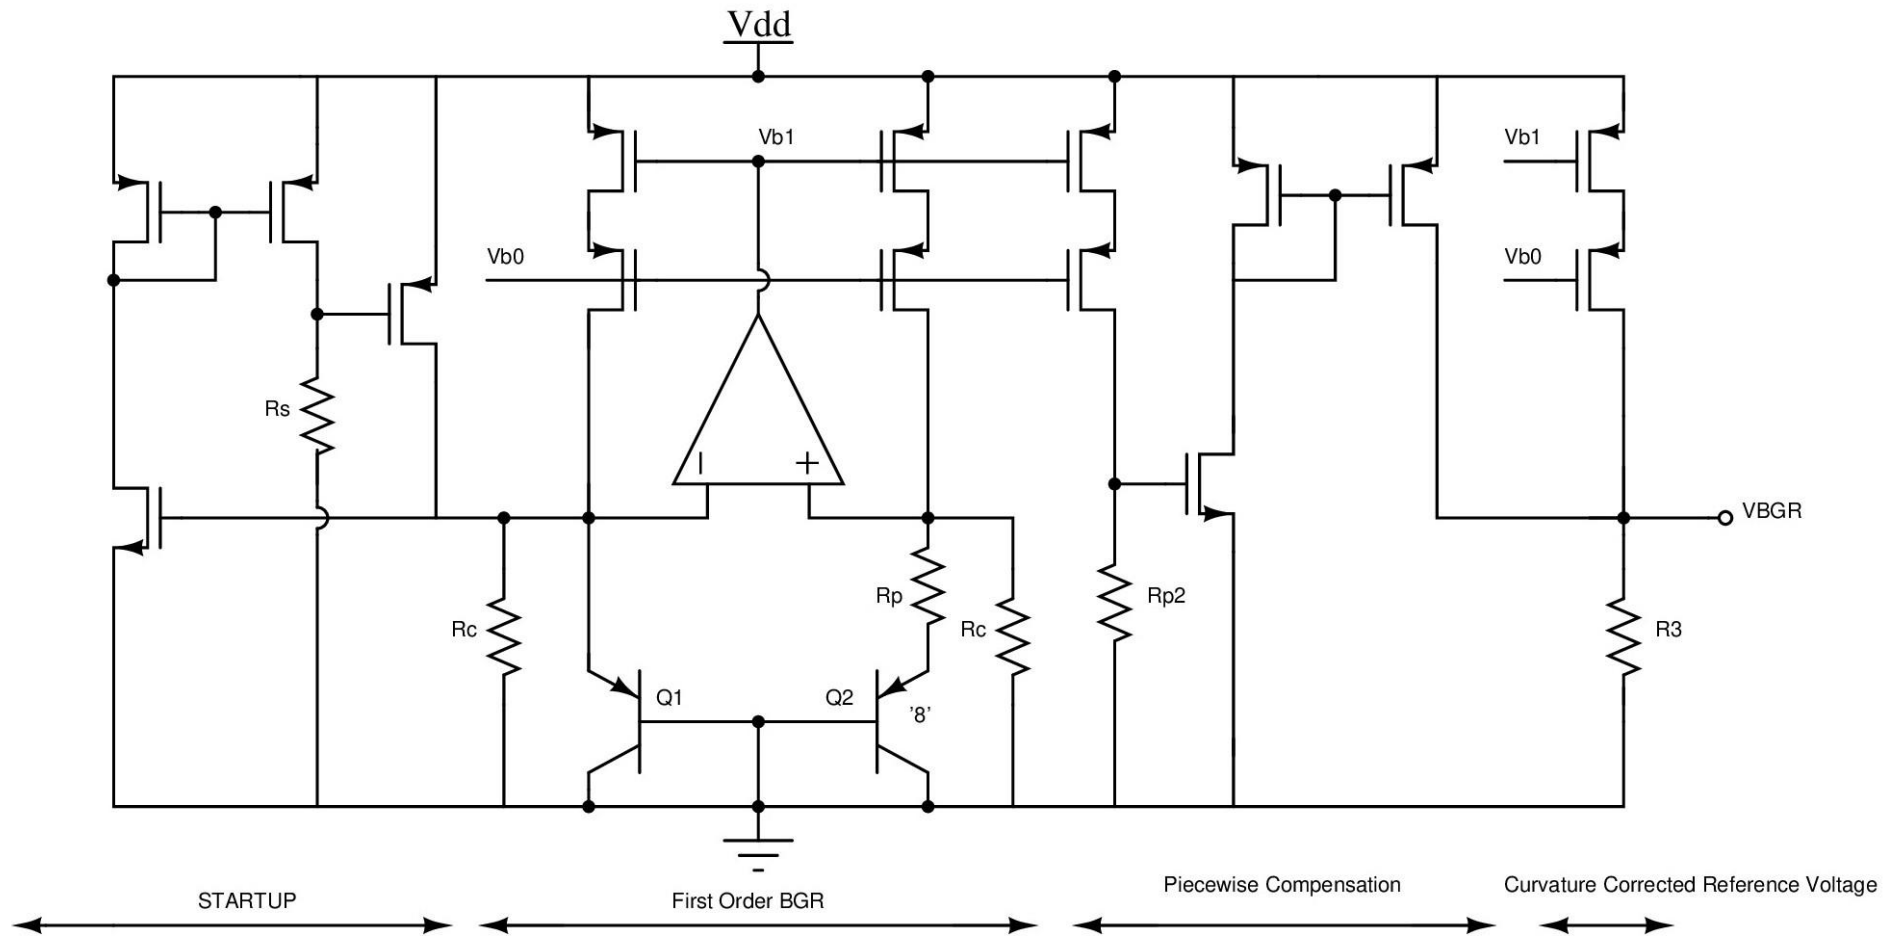 Vdd
Vb1
Vb1
Vb0
Vb0
Rs
VBGR
Rp
Rp2
Rc
Rc
R3
Q1
Q2
'8'
STARTUP
First Order BGR
Piecewise Compensation
Curvature Corrected Reference Voltage